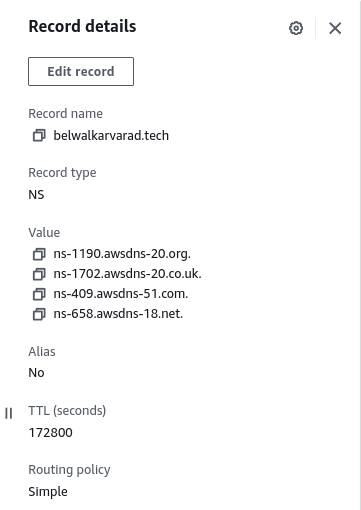 Record details
Edit record
Record name
belwalkarvarad.tech
Record type
NS
Value
ns-1190.awsdns-20.org.
ns-1702.awsdns-20.co.uk.
ns-409.awsdns-51.com.
ns-658.awsdns-18.net.
Alias
No
TTL (seconds)
172800
Routing policy
Simple